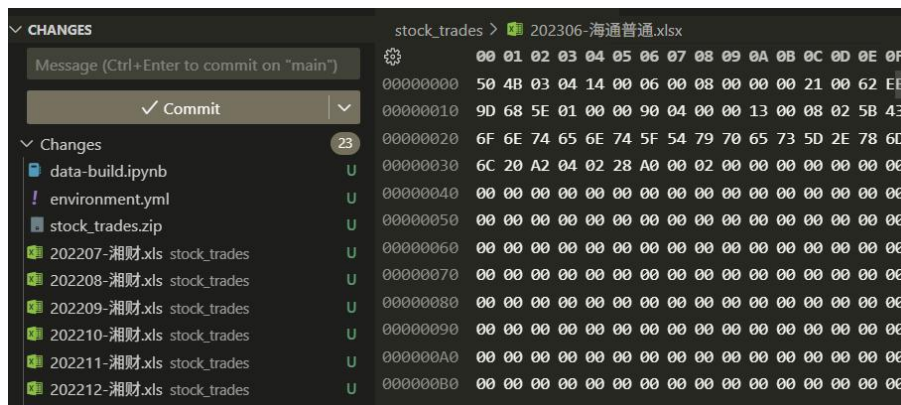 CHANGES
Message (Ctrl+Enter to commit on "main")
Commit
Changes 23
data-build.ipynb U
environment.yml U
stock_trades.zip U
202207-湘财.xls stock_trades U
202208-湘财.xls stock_trades U
202209-湘财.xls stock_trades U
202210-湘财.xls stock_trades U
202211-湘财.xls stock_trades U
202212-湘财.xls stock_trades U
stock_trades > 202306-海通普通.xlsx
00 01 02 03 04 05 06 07 08 09 0A 0B 0C 0D 0E 0F
00000000 50 4B 03 04 14 00 06 00 08 00 00 00 21 00 62 EE
00000010 9D 68 5E 01 00 00 90 04 00 00 13 00 08 02 5B 43
00000020 6F 6E 74 65 6E 74 5F 54 79 70 65 73 5D 2E 78 6D
00000030 6C 20 A2 04 02 28 A0 00 02 00 00 00 00 00 00 00
00000040 00 00 00 00 00 00 00 00 00 00 00 00 00 00 00 00
00000050 00 00 00 00 00 00 00 00 00 00 00 00 00 00 00 00
00000060 00 00 00 00 00 00 00 00 00 00 00 00 00 00 00 00
00000070 00 00 00 00 00 00 00 00 00 00 00 00 00 00 00 00
00000080 00 00 00 00 00 00 00 00 00 00 00 00 00 00 00 00
00000090 00 00 00 00 00 00 00 00 00 00 00 00 00 00 00 00
000000A0 00 00 00 00 00 00 00 00 00 00 00 00 00 00 00 00
000000B0 00 00 00 00 00 00 00 00 00 00 00 00 00 00 00 00